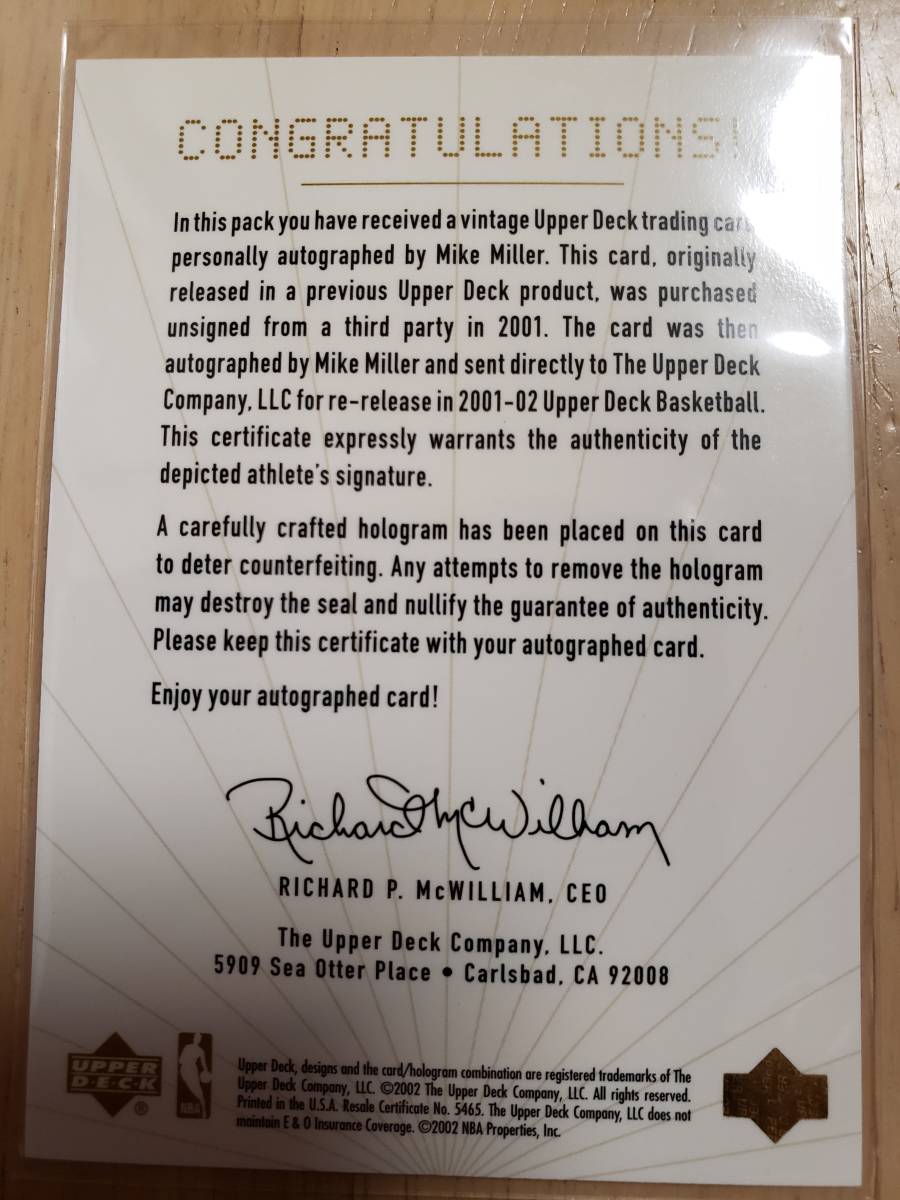 CONGRATULATIONS!
In this pack you have received a vintage Upper Deck trading card
personally autographed by Mike Miller. This card, originally
released in a previous Upper Deck product, was purchased
unsigned from a third party in 2001. The card was then
autographed by Mike Miller and sent directly to The Upper Deck
Company, LLC for re-release in 2001-02 Upper Deck Basketball.
This certificate expressly warrants the authenticity of the
depicted athlete's signature.
A carefully crafted hologram has been placed on this card
to deter counterfeiting. Any attempts to remove the hologram
may destroy the seal and nullify the guarantee of authenticity.
Please keep this certificate with your autographed card.
Enjoy your autographed card!
Richard McWilliam
RICHARD P. McWILLIAM, CEO
The Upper Deck Company, LLC.
5909 Sea Otter Place • Carlsbad, CA 92008
UPPER
D·E·C·K
®
NBA
Upper Deck, designs and the card/hologram combination are registered trademarks of The
Upper Deck Company, LLC. ©2002 The Upper Deck Company, LLC. All rights reserved.
Printed in the U.S.A. Resale Certificate No. 5465. The Upper Deck Company, LLC does not
maintain E & O Insurance Coverage. ©2002 NBA Properties, Inc.